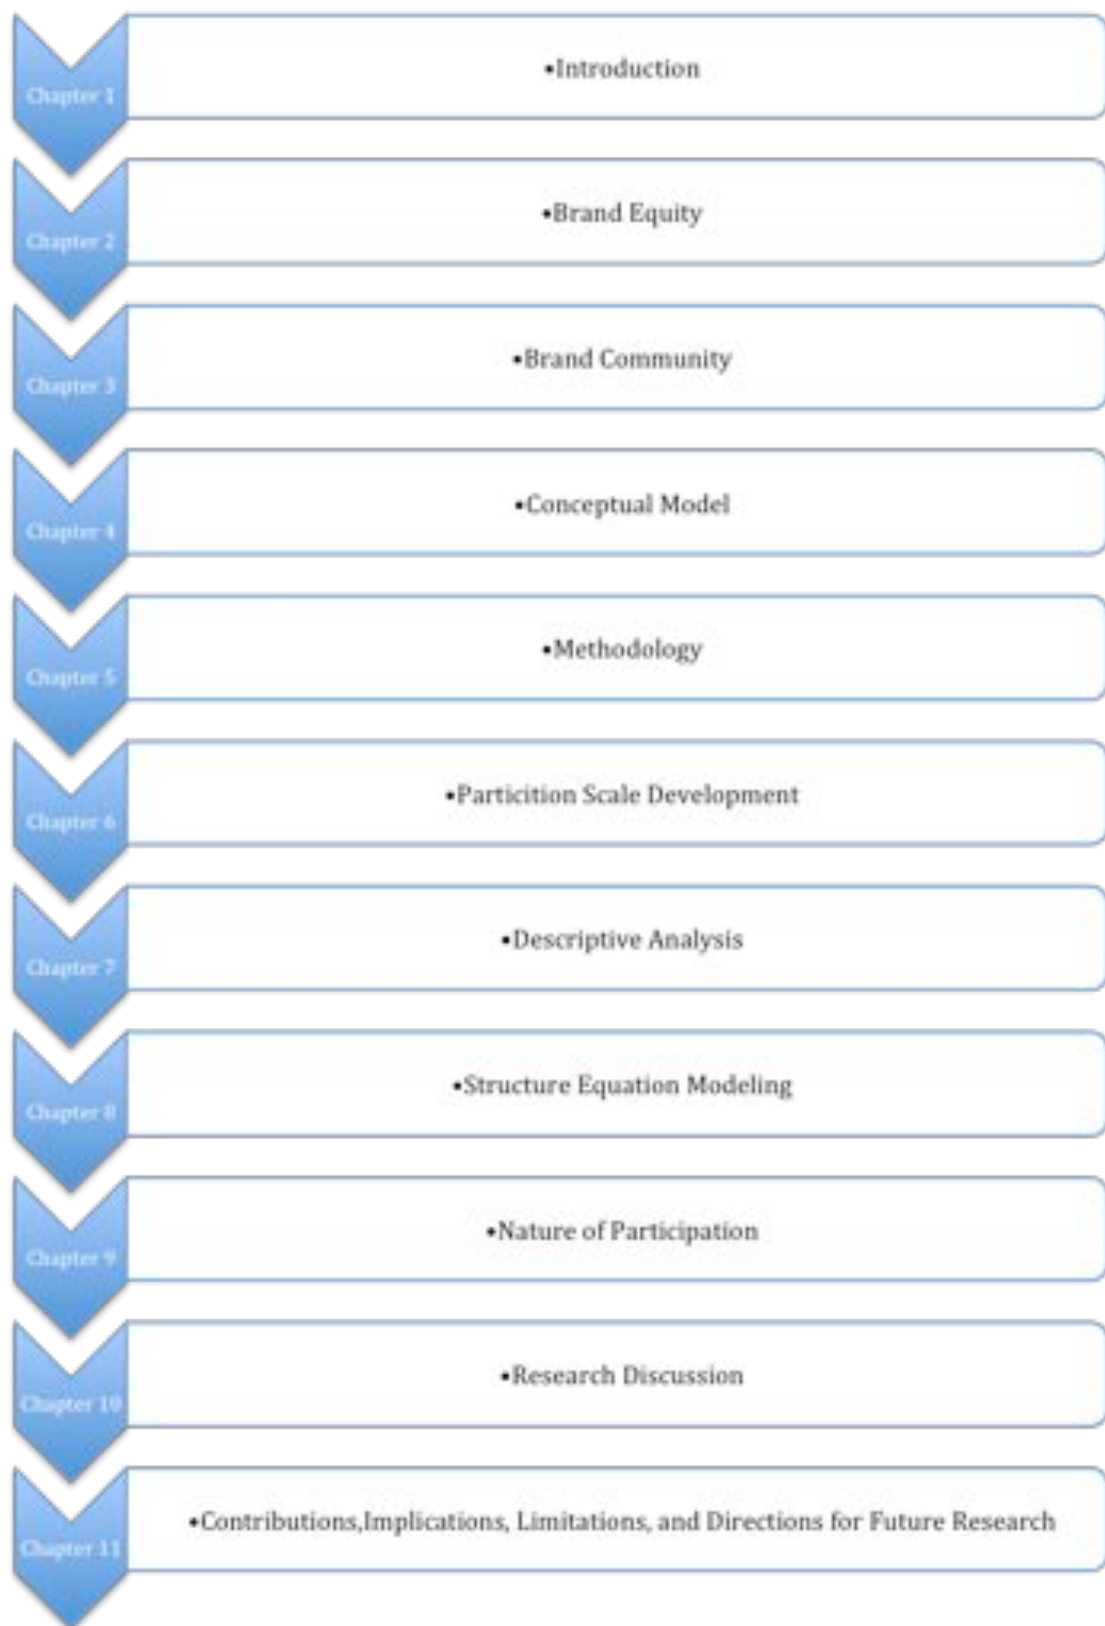 Chapter 1
•Introduction
Chapter 2
•Brand Equity
Chapter 3
•Brand Community
Chapter 4
•Conceptual Model
Chapter 5
•Methodology
Chapter 6
•Particition Scale Development
Chapter 7
•Descriptive Analysis
Chapter 8
•Structure Equation Modeling
Chapter 9
•Nature of Participation
Chapter 10
•Research Discussion
Chapter 11
•Contributions,Implications, Limitations, and Directions for Future Research